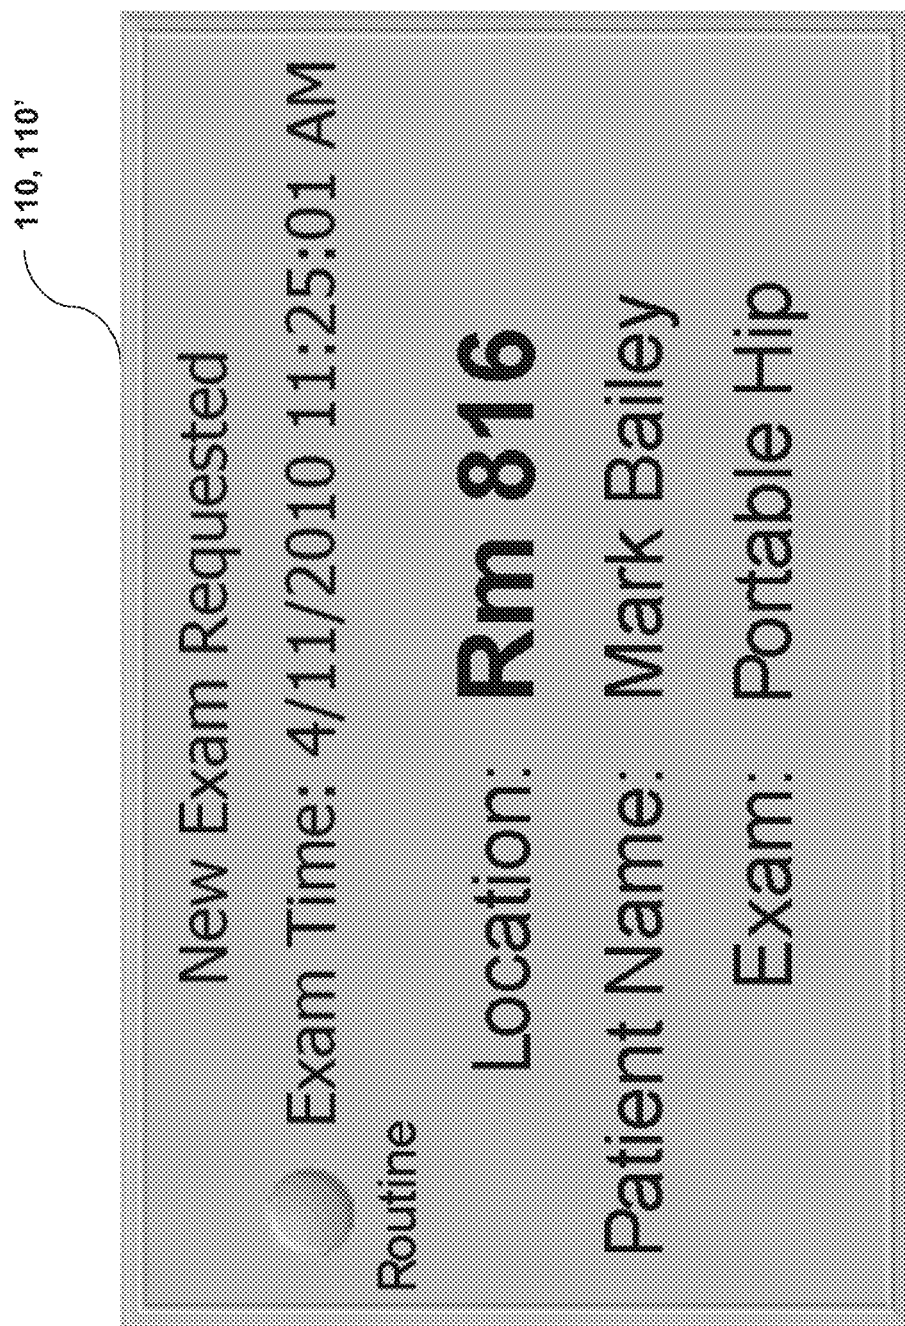 110, 110'
New Exam Requested
Exam Time: 4/11/2010 11:25:01 AM
Routine
Location: Rm 816
Patient Name: Mark Bailey
Exam: Portable Hip